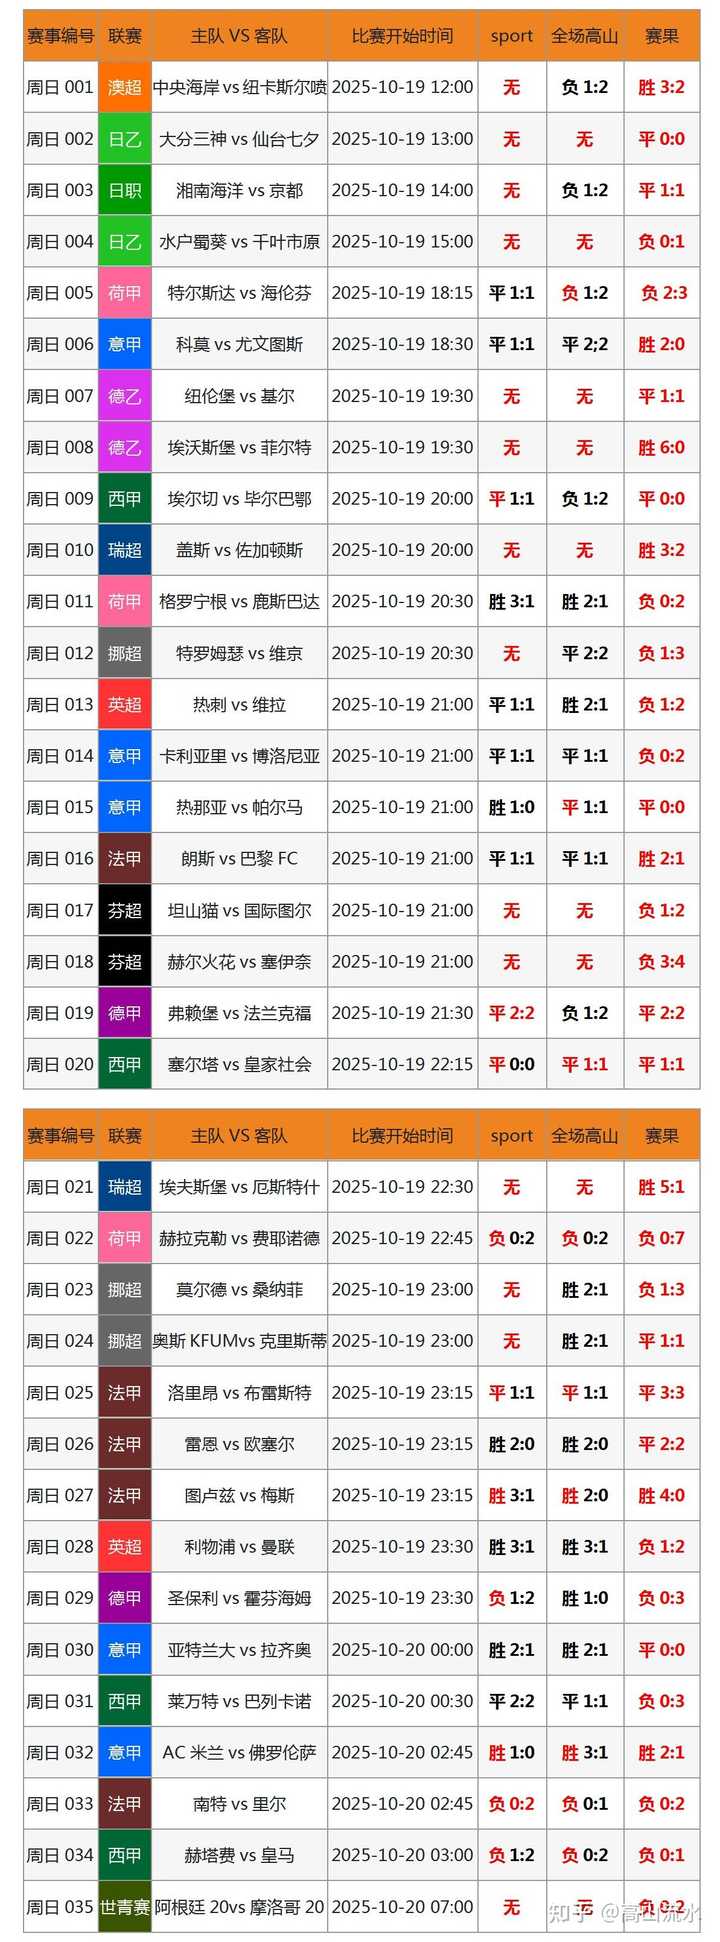 赛事编号 联赛 主队 VS 客队 比赛开始时间 sport 全场高山 赛果
周日 001 澳超 中央海岸 vs 纽卡斯尔喷 2025-10-19 12:00 无 负 1:2 胜 3:2
周日 002 日乙 大分三神 vs 仙台七夕 2025-10-19 13:00 无 无 平 0:0
周日 003 日职 湘南海洋 vs 京都 2025-10-19 14:00 无 负 1:2 平 1:1
周日 004 日乙 水户蜀葵 vs 千叶市原 2025-10-19 15:00 无 无 负 0:1
周日 005 荷甲 特尔斯达 vs 海伦芬 2025-10-19 18:15 平 1:1 负 1:2 负 2:3
周日 006 意甲 科莫 vs 尤文图斯 2025-10-19 18:30 平 1:1 平 2;2 胜 2:0
周日 007 德乙 纽伦堡 vs 基尔 2025-10-19 19:30 无 无 平 1:1
周日 008 德乙 埃沃斯堡 vs 菲尔特 2025-10-19 19:30 无 无 胜 6:0
周日 009 西甲 埃尔切 vs 毕尔巴鄂 2025-10-19 20:00 平 1:1 负 1:2 平 0:0
周日 010 瑞超 盖斯 vs 佐加顿斯 2025-10-19 20:00 无 无 胜 3:2
周日 011 荷甲 格罗宁根 vs 鹿斯巴达 2025-10-19 20:30 胜 3:1 胜 2:1 负 0:2
周日 012 挪超 特罗姆瑟 vs 维京 2025-10-19 20:30 无 平 2:2 负 1:3
周日 013 英超 热刺 vs 维拉 2025-10-19 21:00 平 1:1 胜 2:1 负 1:2
周日 014 意甲 卡利亚里 vs 博洛尼亚 2025-10-19 21:00 平 1:1 平 1:1 负 0:2
周日 015 意甲 热那亚 vs 帕尔马 2025-10-19 21:00 胜 1:0 平 1:1 平 0:0
周日 016 法甲 朗斯 vs 巴黎 FC 2025-10-19 21:00 平 1:1 平 1:1 胜 2:1
周日 017 芬超 坦山猫 vs 国际图尔 2025-10-19 21:00 无 无 负 1:2
周日 018 芬超 赫尔火花 vs 塞伊奈 2025-10-19 21:00 无 无 负 3:4
周日 019 德甲 弗赖堡 vs 法兰克福 2025-10-19 21:30 平 2:2 负 1:2 平 2:2
周日 020 西甲 塞尔塔 vs 皇家社会 2025-10-19 22:15 平 0:0 平 1:1 平 1:1
赛事编号 联赛 主队 VS 客队 比赛开始时间 sport 全场高山 赛果
周日 021 瑞超 埃夫斯堡 vs 厄斯特什 2025-10-19 22:30 无 无 胜 5:1
周日 022 荷甲 赫拉克勒 vs 费耶诺德 2025-10-19 22:45 负 0:2 负 0:2 负 0:7
周日 023 挪超 莫尔德 vs 桑纳菲 2025-10-19 23:00 无 胜 2:1 负 1:3
周日 024 挪超 奥斯 KFUMvs 克里斯蒂 2025-10-19 23:00 无 胜 2:1 平 1:1
周日 025 法甲 洛里昂 vs 布雷斯特 2025-10-19 23:15 平 1:1 平 1:1 平 3:3
周日 026 法甲 雷恩 vs 欧塞尔 2025-10-19 23:15 胜 2:0 胜 2:0 平 2:2
周日 027 法甲 图卢兹 vs 梅斯 2025-10-19 23:15 胜 3:1 胜 2:0 胜 4:0
周日 028 英超 利物浦 vs 曼联 2025-10-19 23:30 胜 3:1 胜 3:1 负 1:2
周日 029 德甲 圣保利 vs 霍芬海姆 2025-10-19 23:30 负 1:2 胜 1:0 负 0:3
周日 030 意甲 亚特兰大 vs 拉齐奥 2025-10-20 00:00 胜 2:1 胜 2:1 平 0:0
周日 031 西甲 莱万特 vs 巴列卡诺 2025-10-20 00:30 平 2:2 平 1:1 负 0:3
周日 032 意甲 AC 米兰 vs 佛罗伦萨 2025-10-20 02:45 胜 1:0 胜 3:1 胜 2:1
周日 033 法甲 南特 vs 里尔 2025-10-20 02:45 负 0:2 负 0:1 负 0:2
周日 034 西甲 赫塔费 vs 皇马 2025-10-20 03:00 负 1:2 负 0:2 负 0:1
周日 035 世青赛 阿根廷 20vs 摩洛哥 20 2025-10-20 07:00 无 无 负 0:2
知乎 @高山流水